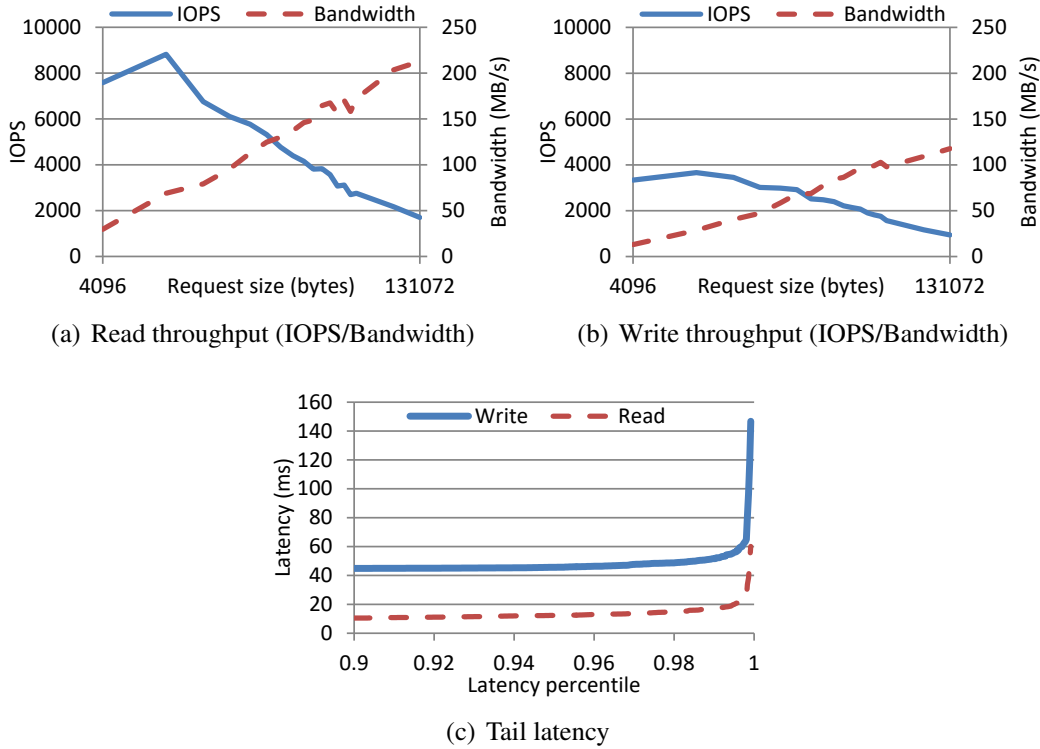 IOPS Bandwidth
10000 250
8000 200
6000 150
4000 100
2000 50
0 0
IOPS
Bandwidth (MB/s)
4096 Request size (bytes) 131072
(a) Read throughput (IOPS/Bandwidth)
IOPS Bandwidth
10000 250
8000 200
6000 150
4000 100
2000 50
0 0
IOPS
Bandwidth (MB/s)
4096 Request size (bytes) 131072
(b) Write throughput (IOPS/Bandwidth)
160
Write Read
140
120
100
80
60
40
20
0
Latency (ms)
0.9 0.92 0.94 0.96 0.98 1
Latency percentile
(c) Tail latency